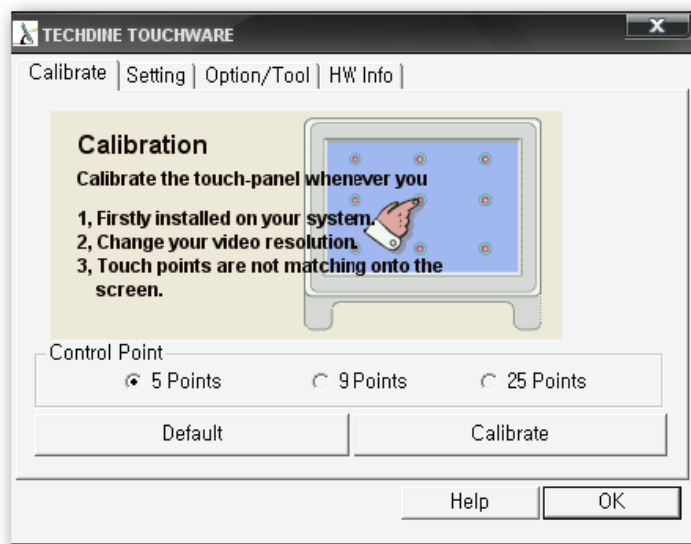 TECHDINE TOUCHWARE
X
Calibrate Setting Option/Tool HW Info
Calibration
Calibrate the touch-panel whenever you
1, Firstly installed on your system.
2, Change your video resolution.
3, Touch points are not matching onto the
screen.
Control Point
5 Points 9 Points 25 Points
Default Calibrate
Help OK